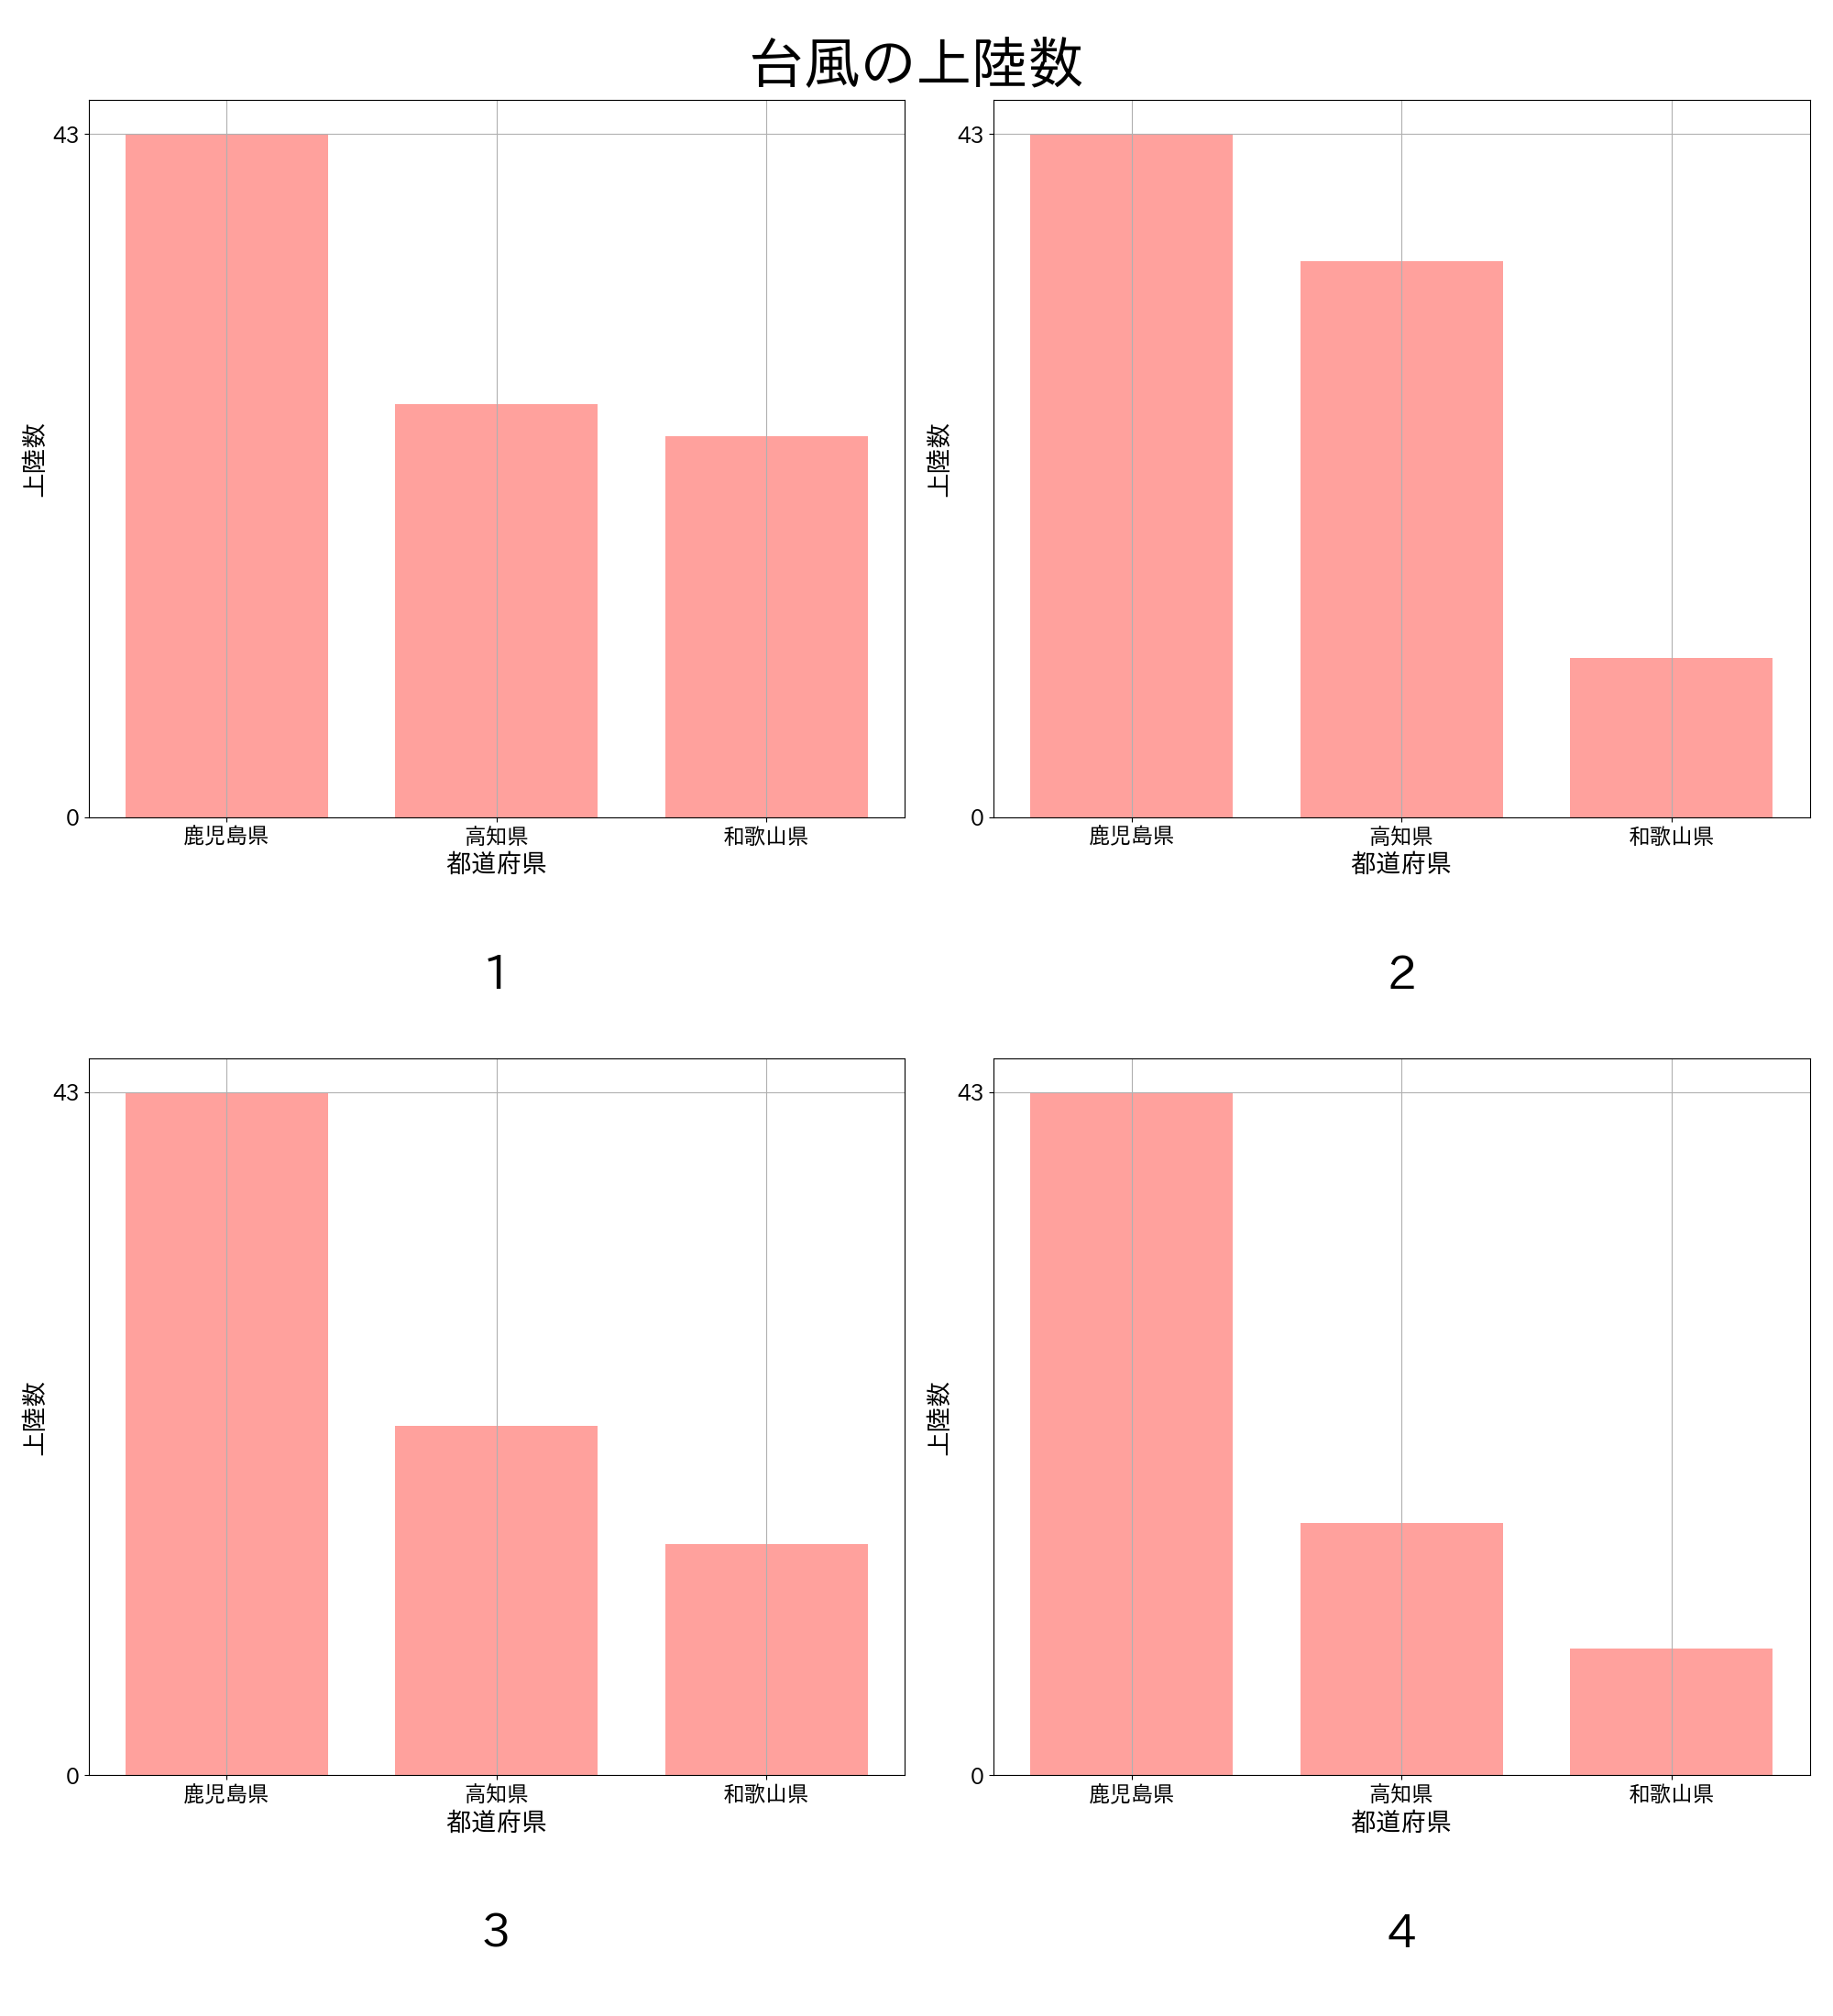 台風の上陸数
43
0
上陸数
鹿児島県 高知県 和歌山県
都道府県
1
43
0
上陸数
鹿児島県 高知県 和歌山県
都道府県
2
43
0
上陸数
鹿児島県 高知県 和歌山県
都道府県
3
43
0
上陸数
鹿児島県 高知県 和歌山県
都道府県
4